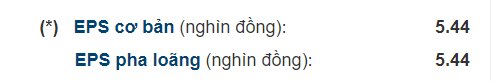 (*) EPS cơ bản (nghìn đồng): 5.44
EPS pha loãng (nghìn đồng): 5.44